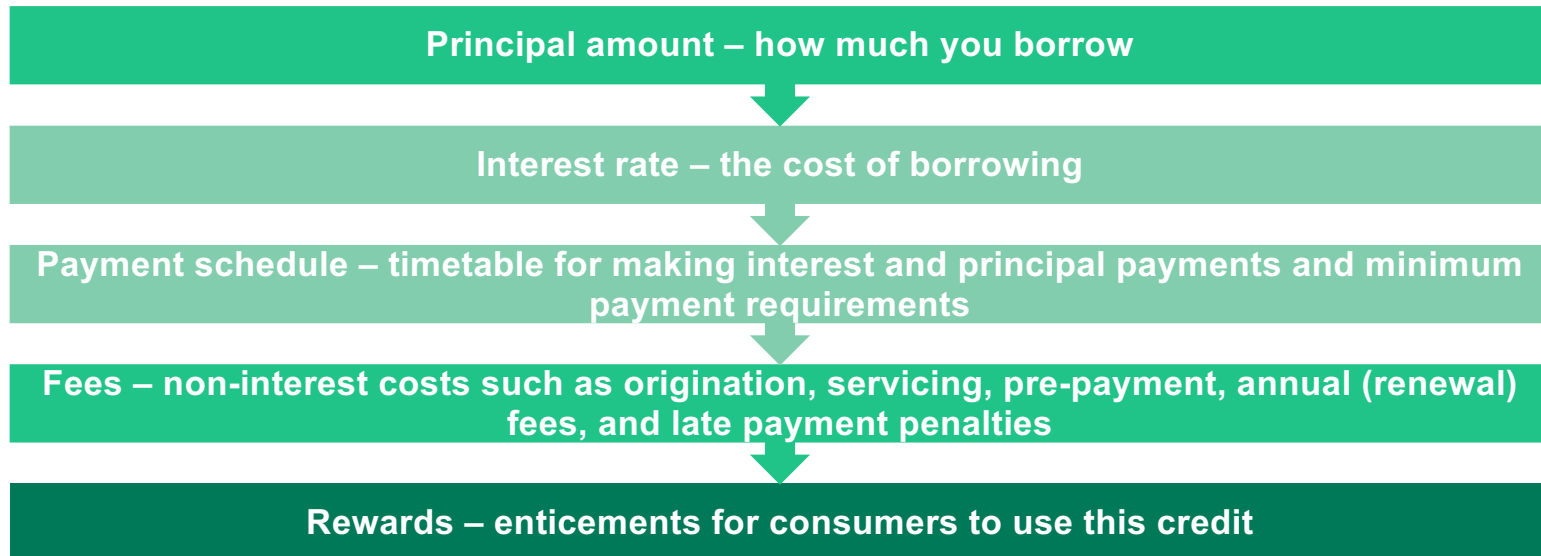 Principal amount – how much you borrow
Interest rate – the cost of borrowing
Payment schedule – timetable for making interest and principal payments and minimum
payment requirements
Fees – non-interest costs such as origination, servicing, pre-payment, annual (renewal)
fees, and late payment penalties
Rewards – enticements for consumers to use this credit